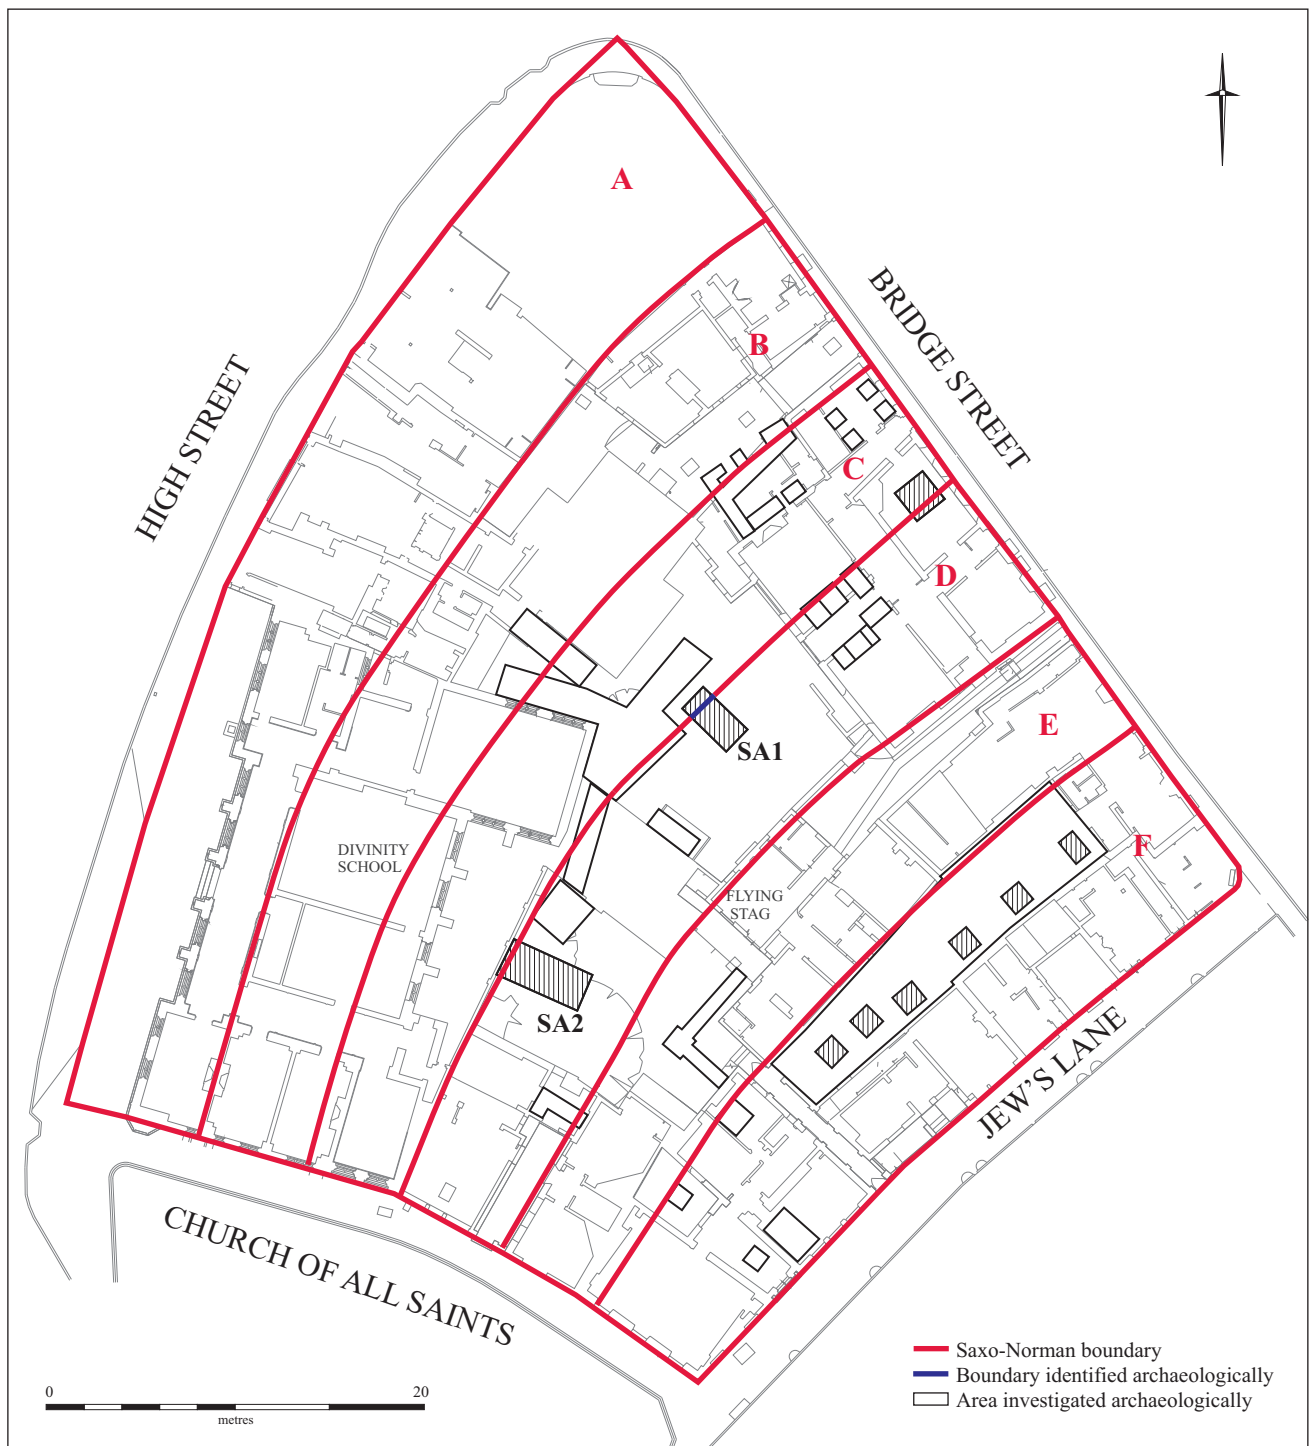 A
B
BRIDGE STREET
HIGH STREET
C
D
E
SA1
F
DIVINITY
SCHOOL
FLYING
STAG
SA2
JEW'S LANE
CHURCH OF ALL SAINTS
Saxo-Norman boundary
Boundary identified archaeologically
Area investigated archaeologically
0 20
metres